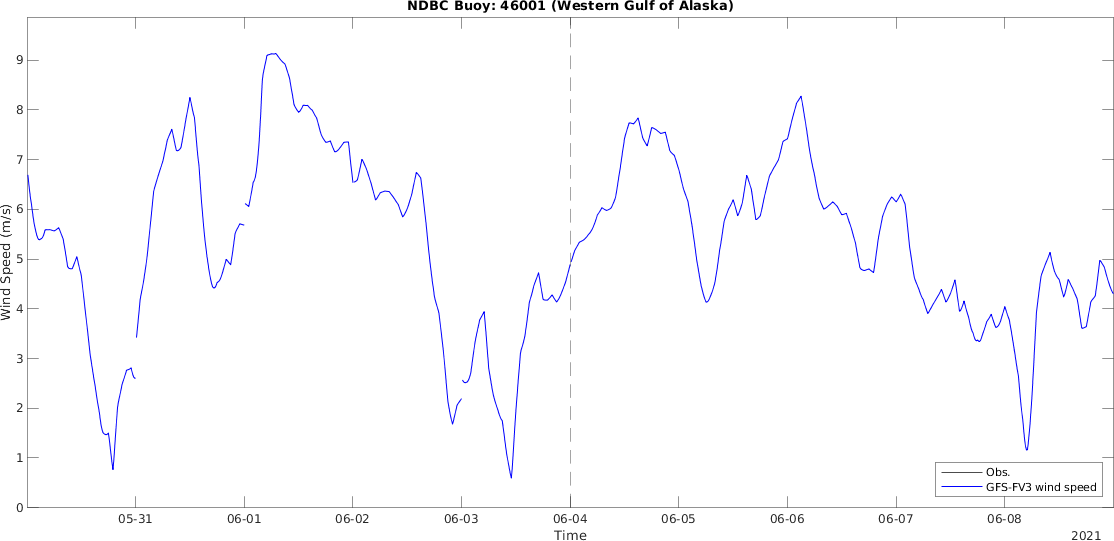 NDBC Buoy: 46001 (Western Gulf of Alaska)
9
8
7
6
5
4
3
2
1
0
Wind Speed (m/s)
Obs.
GFS-FV3 wind speed
05-31 06-01 06-02 06-03 06-04 06-05 06-06 06-07 06-08
Time
2021